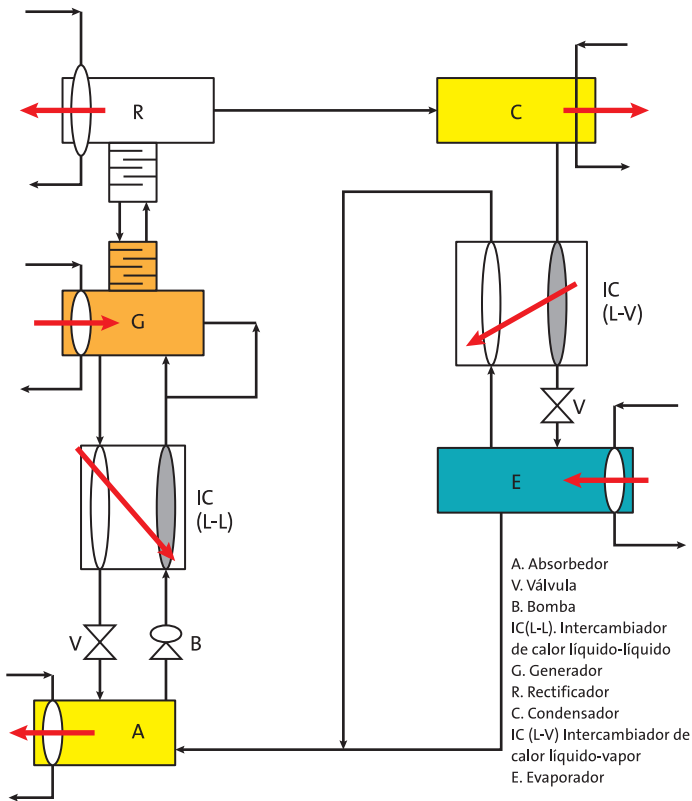 R
C
G
IC
(L-V)
V
IC
(L-L)
E
V
B
A
A. Absorbedor
V. Válvula
B. Bomba
IC(L-L). Intercambiador
de calor líquido-líquido
G. Generador
R. Rectificador
C. Condensador
IC (L-V) Intercambiador de
calor líquido-vapor
E. Evaporador